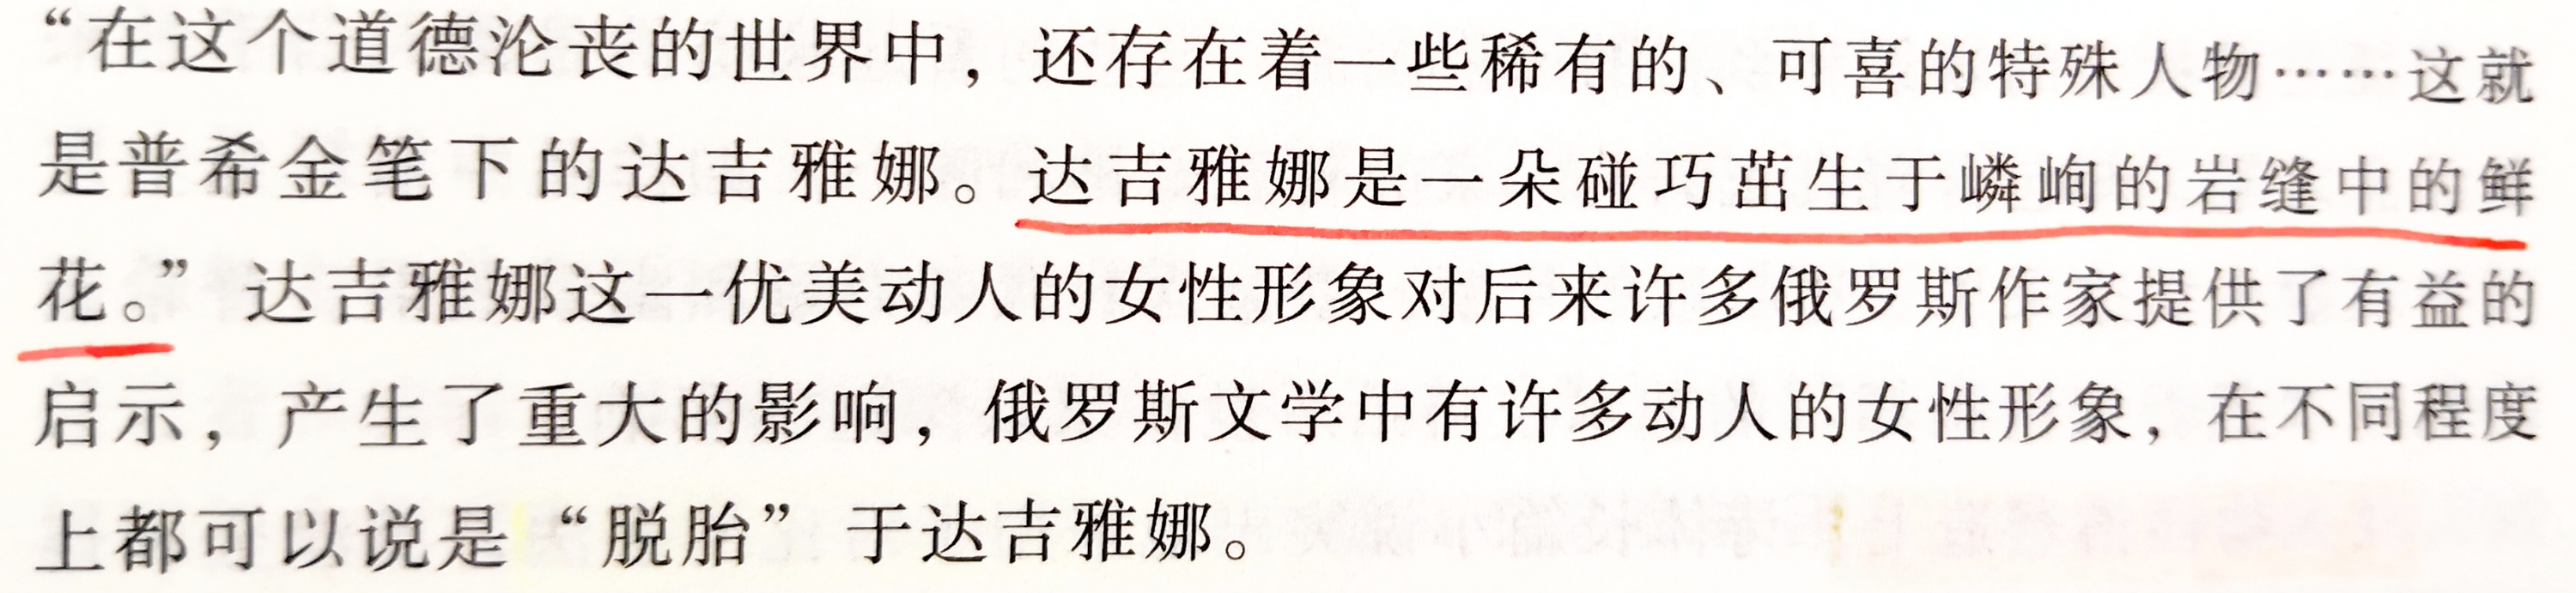 “在这个道德沦丧的世界中，还存在着一些稀有的、可喜的特殊人物……这就
是普希金笔下的达吉雅娜。达吉雅娜是一朵碰巧茁生于嶙峋的岩缝中的鲜
花。”达吉雅娜这一优美动人的女性形象对后来许多俄罗斯作家提供了有益的
启示，产生了重大的影响，俄罗斯文学中有许多动人的女性形象，在不同程度
上都可以说是“脱胎”于达吉雅娜。